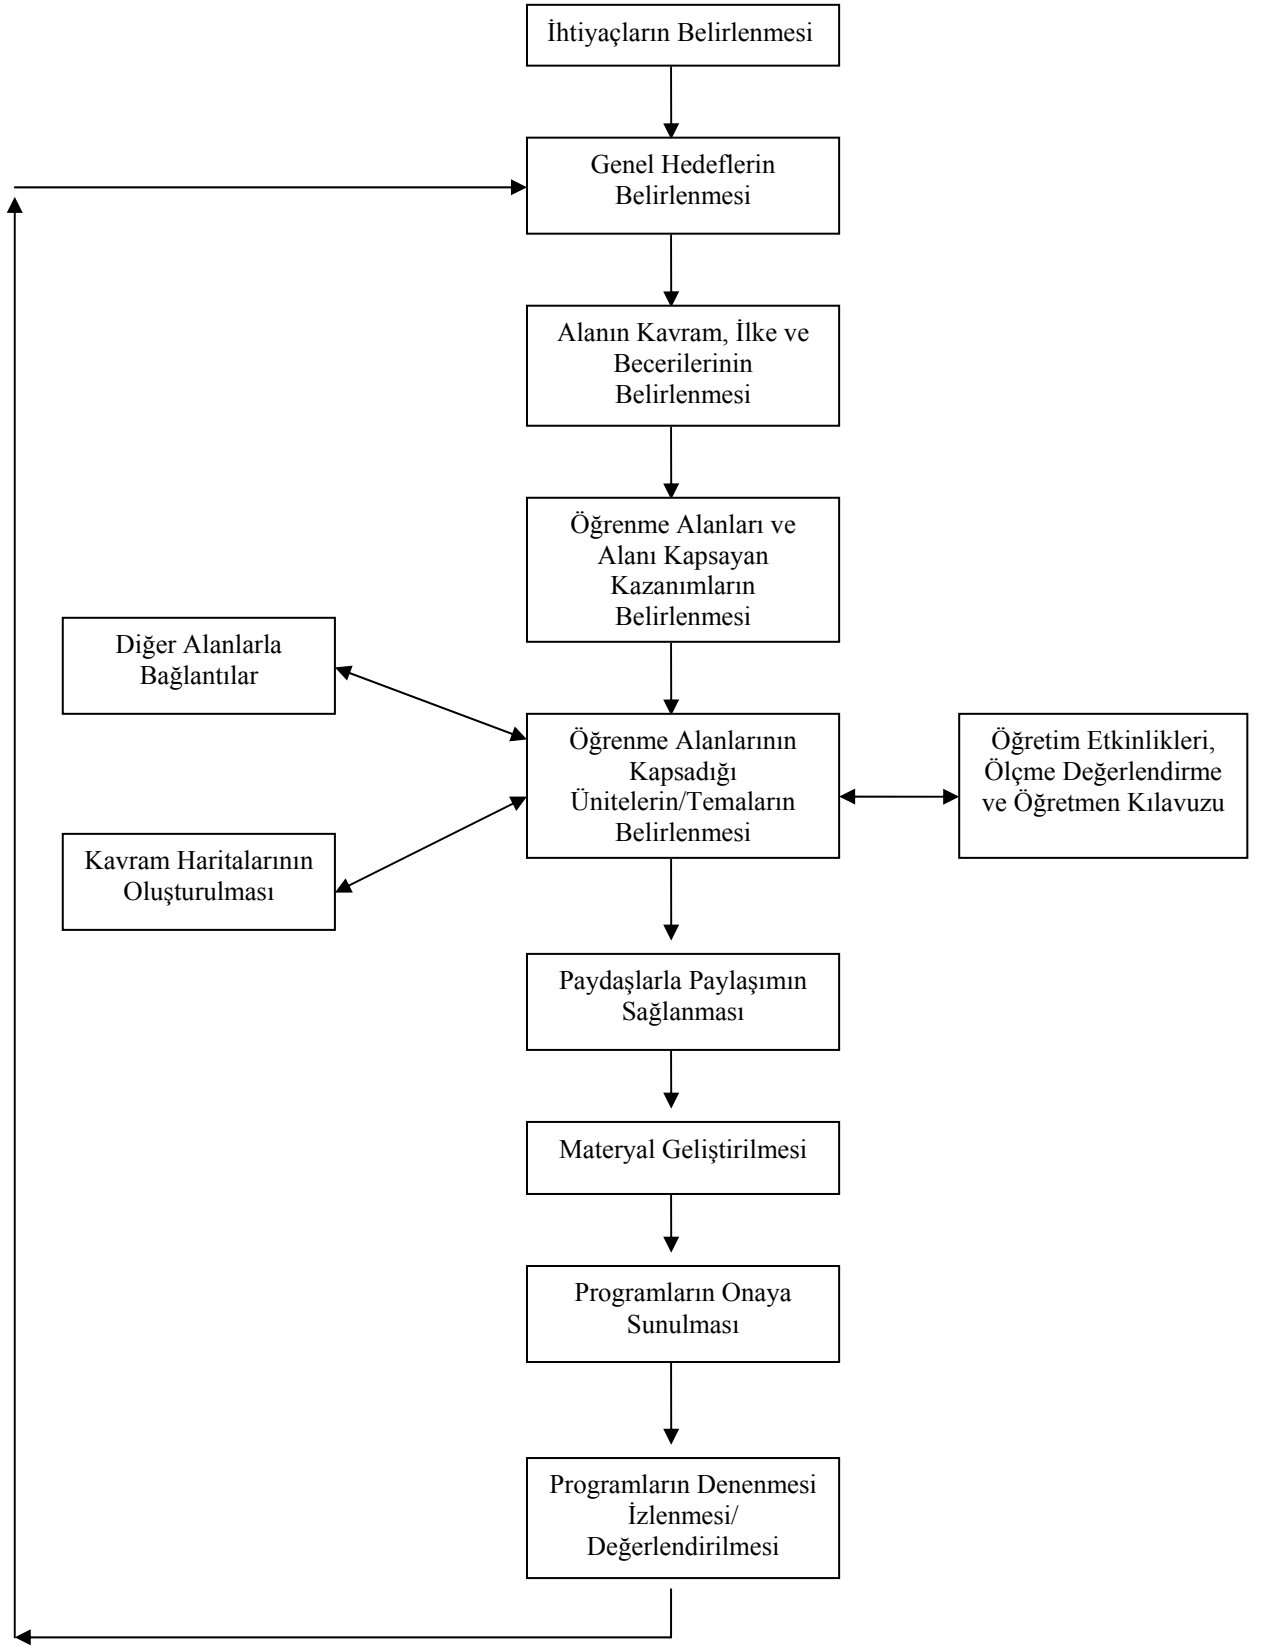 İhtiyaçların Belirlenmesi
Genel Hedeflerin
Belirlenmesi
Alanın Kavram, İlke ve
Becerilerinin
Belirlenmesi
Öğrenme Alanları ve
Alanı Kapsayan
Kazanımların
Belirlenmesi
Diğer Alanlarla
Bağlantılar
Öğrenme Alanlarının
Kapsadığı
Ünitelerin/Temaların
Belirlenmesi
Öğretim Etkinlikleri,
Ölçme Değerlendirme
ve Öğretmen Kılavuzu
Kavram Haritalarının
Oluşturulması
Paydaşlarla Paylaşımın
Sağlanması
Materyal Geliştirilmesi
Programların Onaya
Sunulması
Programların Denenmesi
İzlenmesi/
Değerlendirilmesi